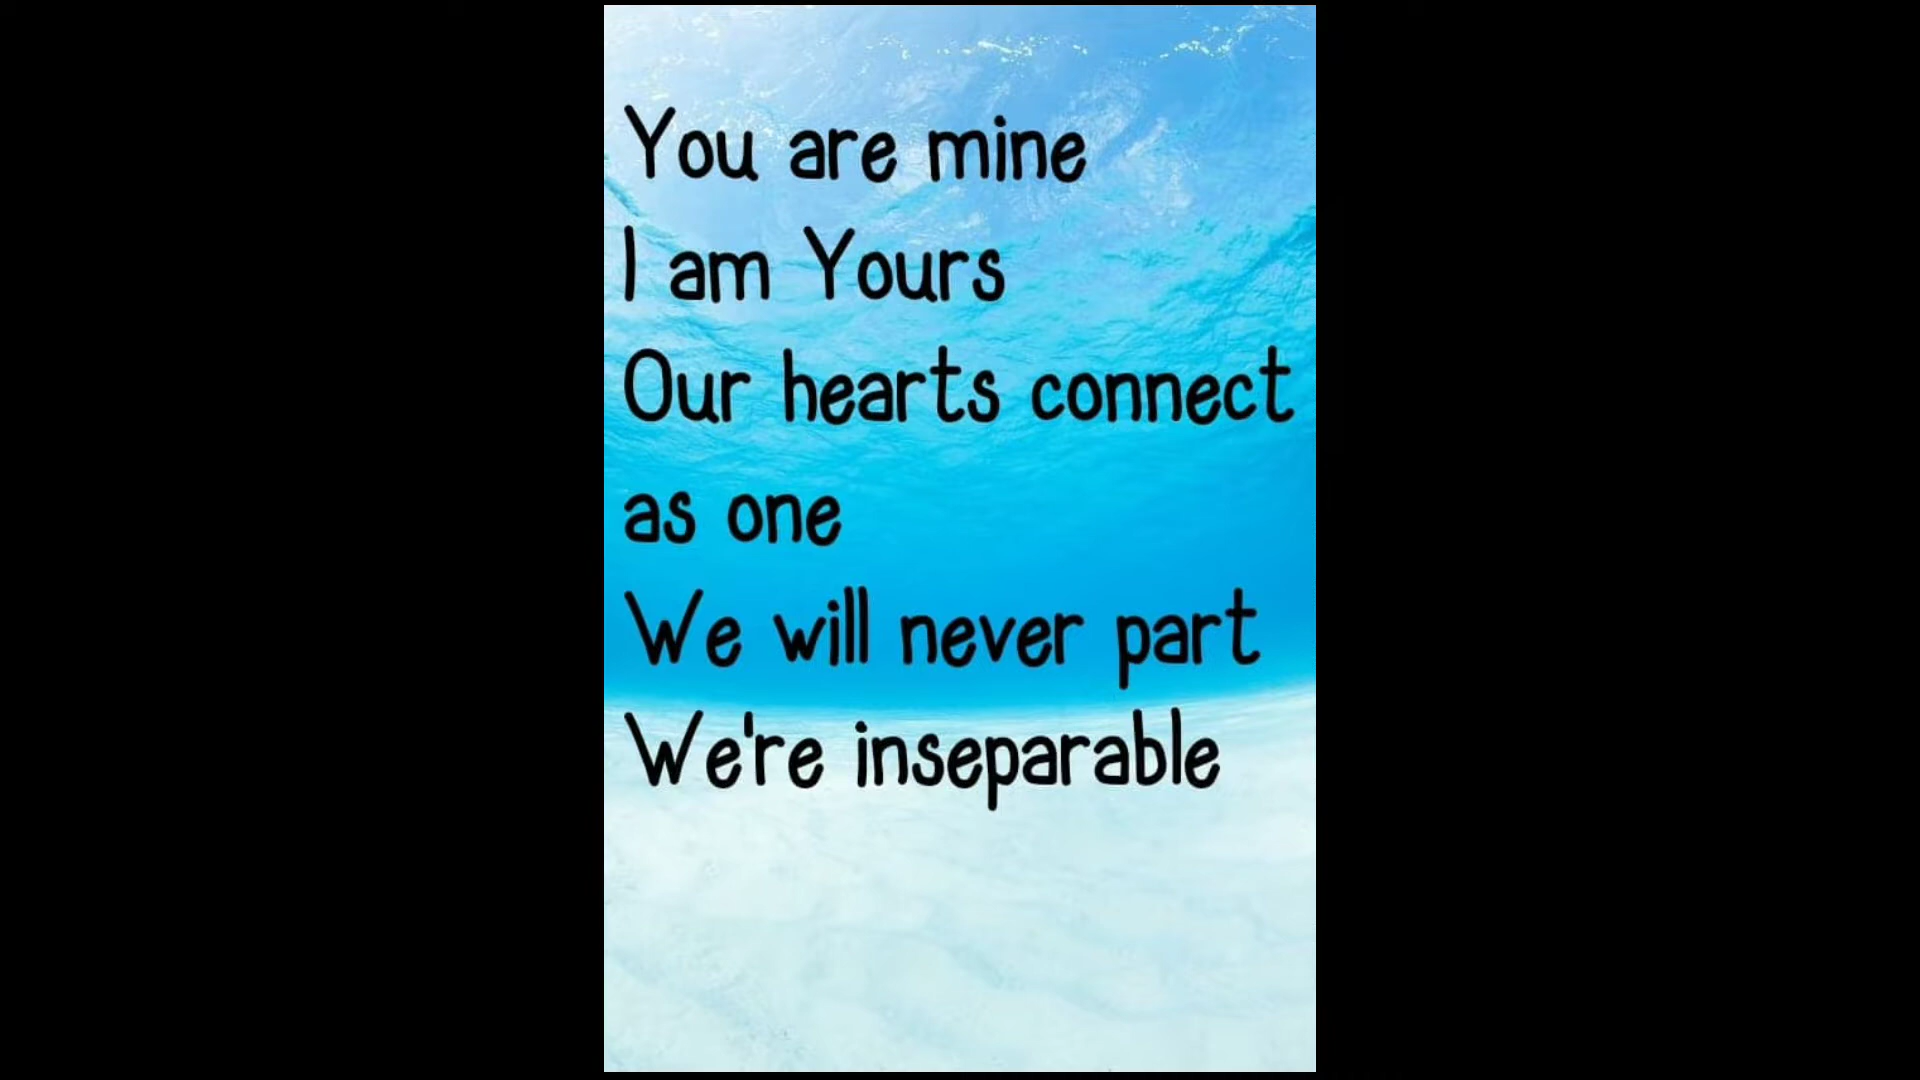 You are mine
I am Yours
Our hearts connect
as one
We will never part
We're inseparable